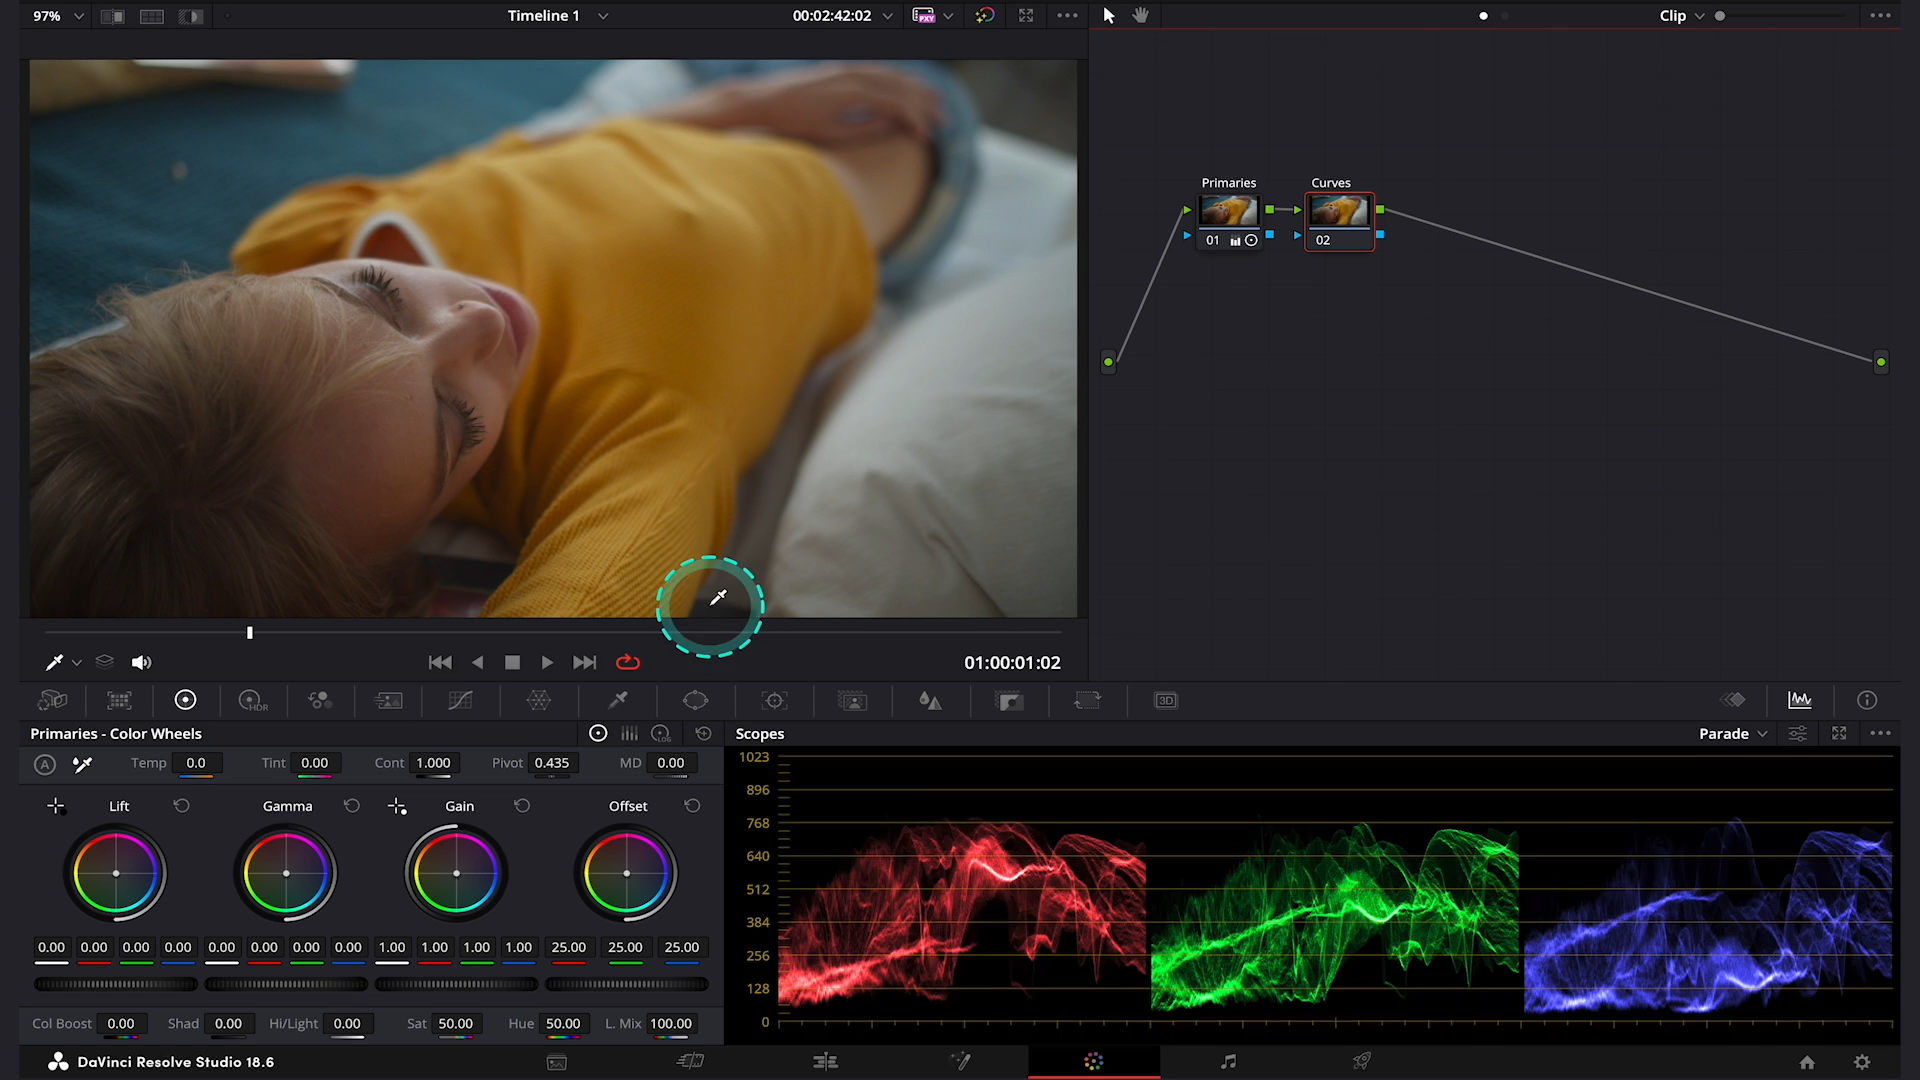 97%
Timeline 1
00:02:42:02
PXY
Clip
Primaries
Curves
01
02
01:00:01:02
HDR
3D
Primaries - Color Wheels
LOG
Scopes
Parade
A
Temp 0.0 Tint 0.00 Cont 1.000 Pivot 0.435 MD 0.00
Lift Gamma Gain Offset
0.00 0.00 0.00 0.00 0.00 0.00 0.00 0.00 1.00 1.00 1.00 1.00 25.00 25.00 25.00
Col Boost 0.00 Shad 0.00 Hi/Light 0.00 Sat 50.00 Hue 50.00 L. Mix 100.00
1023
896
768
640
512
384
256
128
0
DaVinci Resolve Studio 18.6